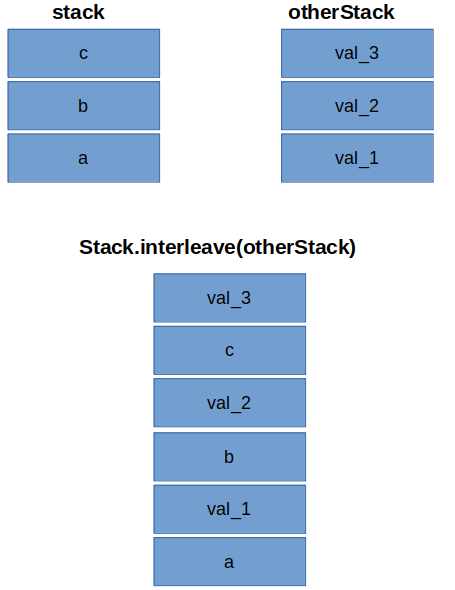 stack
otherStack
c
val_3
b
val_2
a
val_1
Stack.interleave(otherStack)
val_3
c
val_2
b
val_1
a